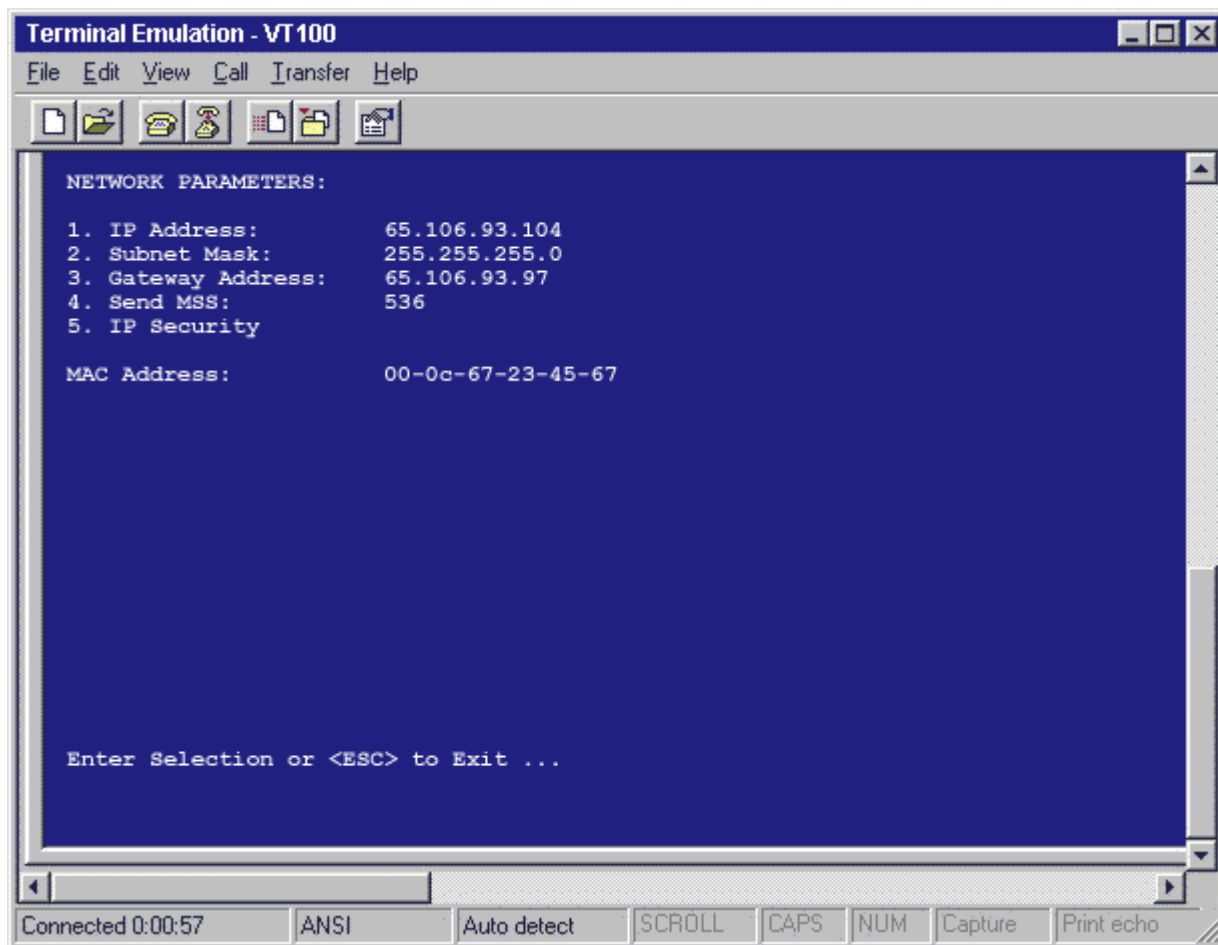 Terminal Emulation - VT100
File Edit View Call Transfer Help
NETWORK PARAMETERS:
1. IP Address: 65.106.93.104
2. Subnet Mask: 255.255.255.0
3. Gateway Address: 65.106.93.97
4. Send MSS: 536
5. IP Security
MAC Address: 00-0c-67-23-45-67
Enter Selection or <ESC> to Exit ...
Connected 0:00:57 ANSI Auto detect SCROLL CAPS NUM Capture Print echo